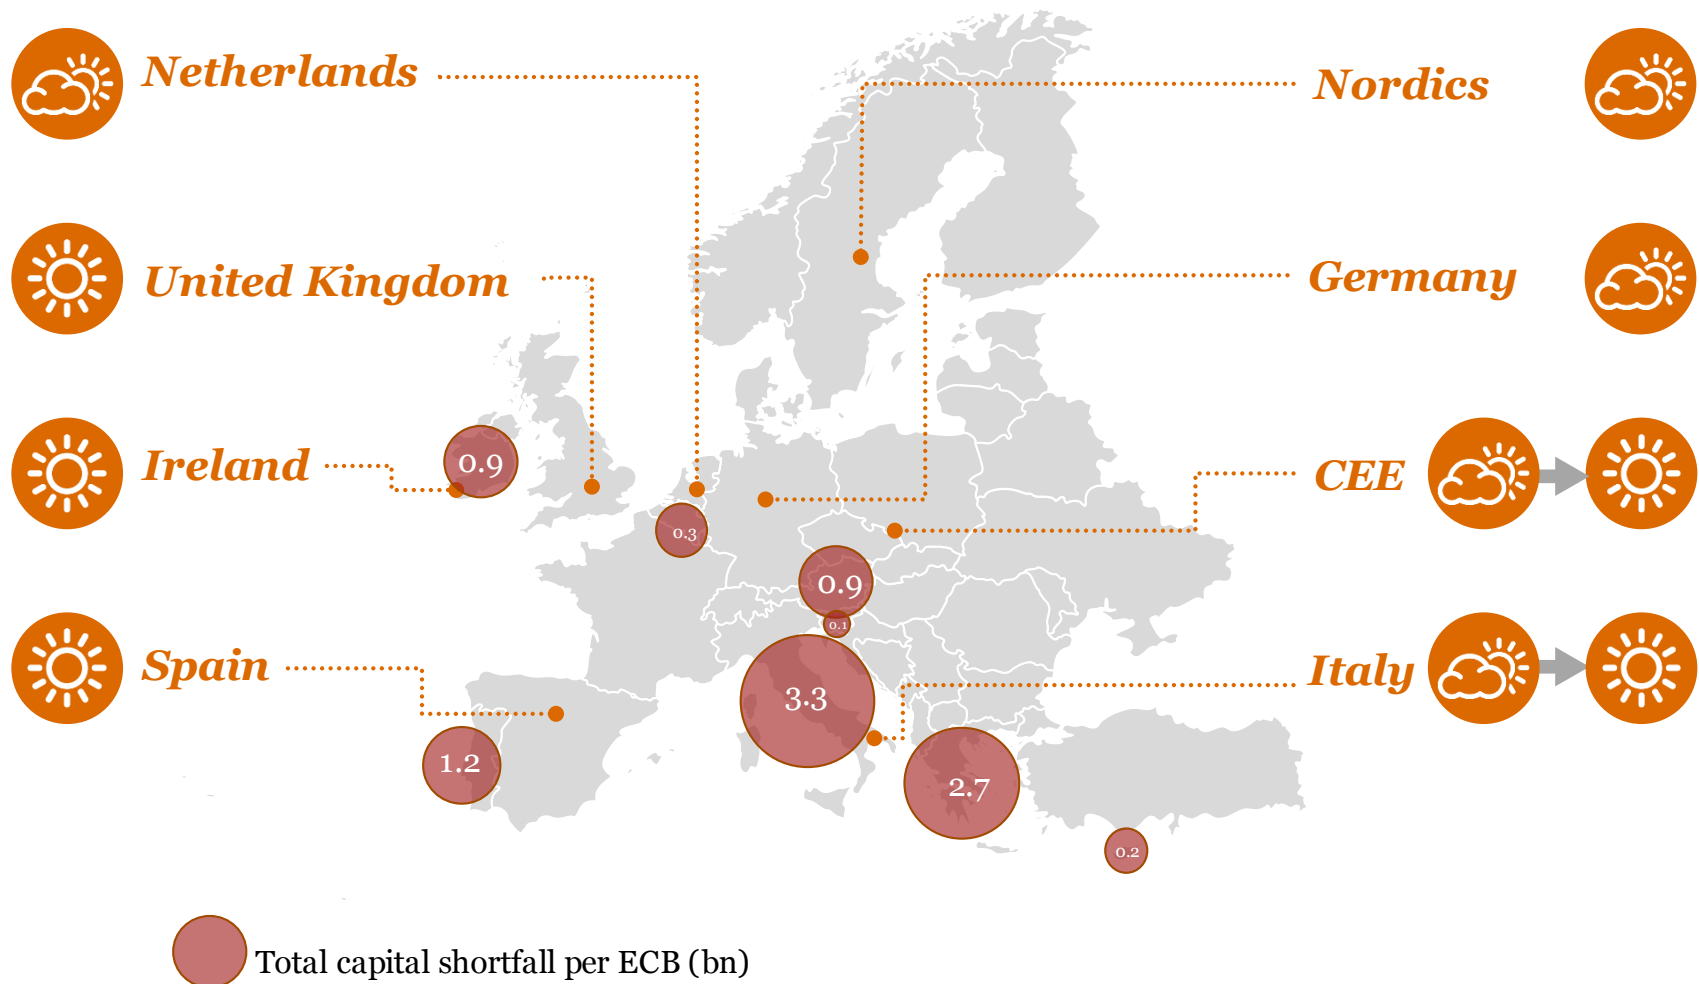 Netherlands
Nordics
United Kingdom
Germany
Ireland
0.9
CEE
0.3
0.9
0.1
Spain
Italy
3.3
1.2
2.7
0.2
Total capital shortfall per ECB (bn)